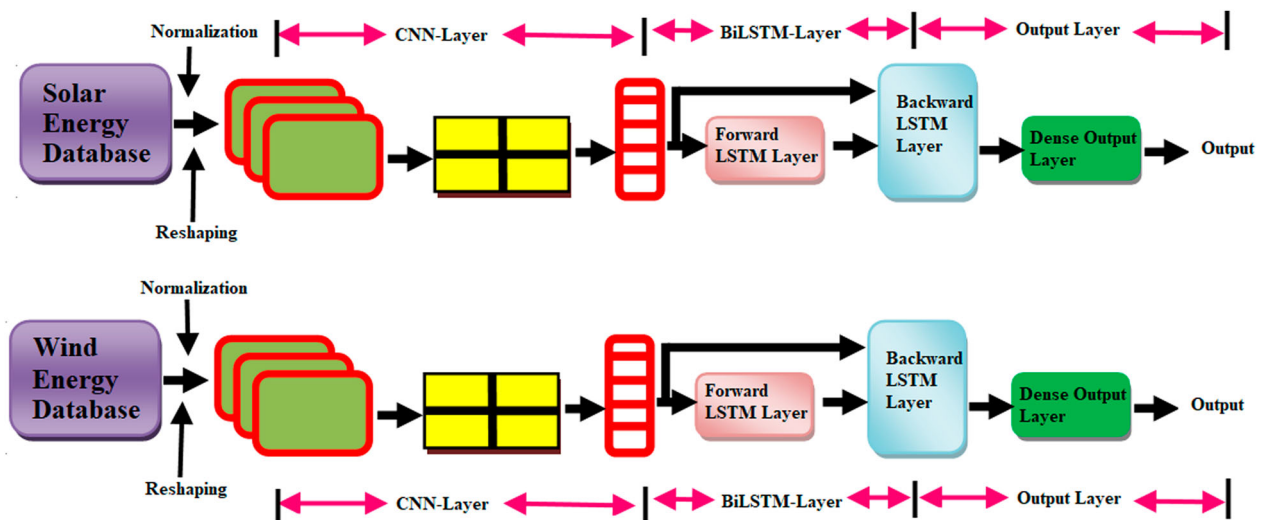 Normalization
CNN-Layer
BiLSTM-Layer
Output Layer
Solar
Energy
Database
Forward
LSTM Layer
Backward
LSTM
Layer
Dense Output
Layer
Output
Reshaping
Normalization
Wind
Energy
Database
Forward
LSTM Layer
Backward
LSTM
Layer
Dense Output
Layer
Output
Reshaping
CNN-Layer
BiLSTM-Layer
Output Layer